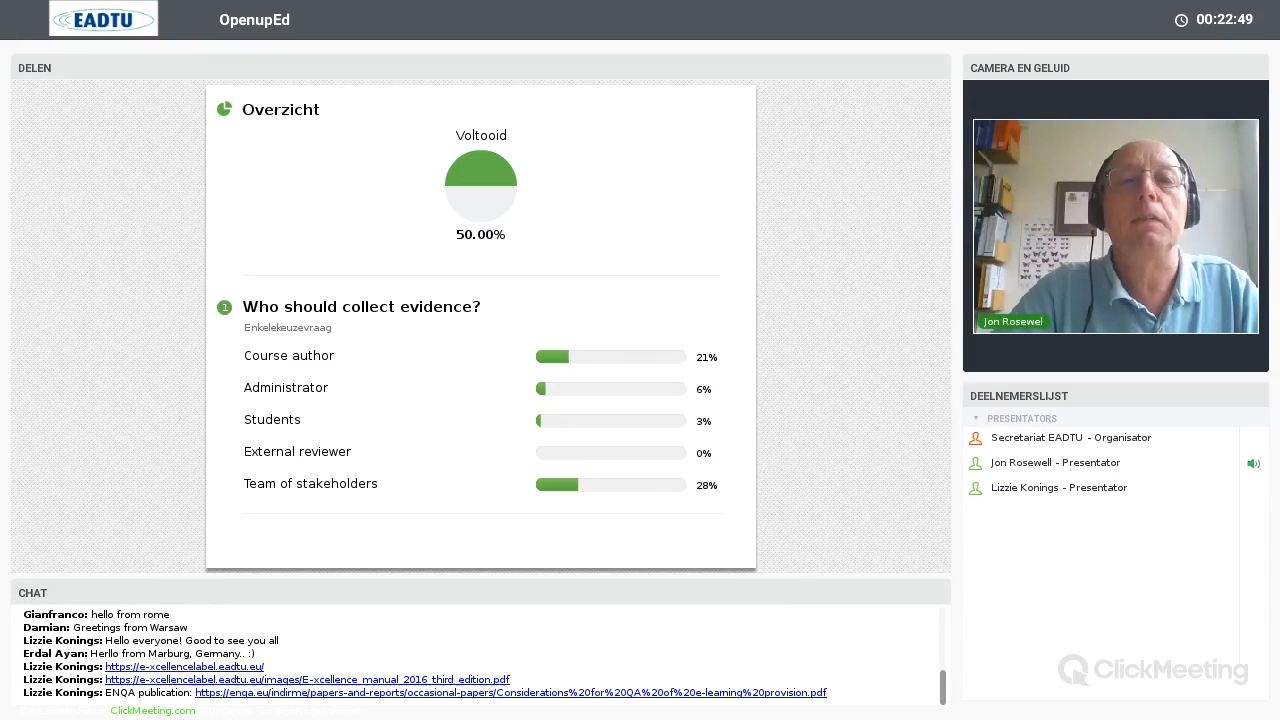 EADTU
OpenupEd
00:22:49
DELEN
Overzicht
Voltooid
50.00%
1 Who should collect evidence?
Enkelekeuzevraag
Course author 21%
Administrator 6%
Students 3%
External reviewer 0%
Team of stakeholders 28%
CHAT
Gianfranco: hello from rome
Damian: Greetings from Warsaw
Lizzie Konings: Hello everyone! Good to see you all
Erdal Ayan: Herllo from Marburg, Germany.. :)
Lizzie Konings: https://e-xcellencelabel.eadtu.eu/
Lizzie Konings: https://e-xcellencelabel.eadtu.eu/images/E-xcellence_manual_2016_third_edition.pdf
Lizzie Konings: ENQA publication: https://enqa.eu/indirme/papers-and-reports/occasional-papers/Considerations%20for%20QA%20of%20e-learning%20provision.pdf
ClickMeeting.com
CAMERA EN GELUID
Jon Rosewel
DEELNEMERSLIJST
PRESENTATORS
Secretariat EADTU - Organisator
Jon Rosewell - Presentator
Lizzie Konings - Presentator
ClickMeeting